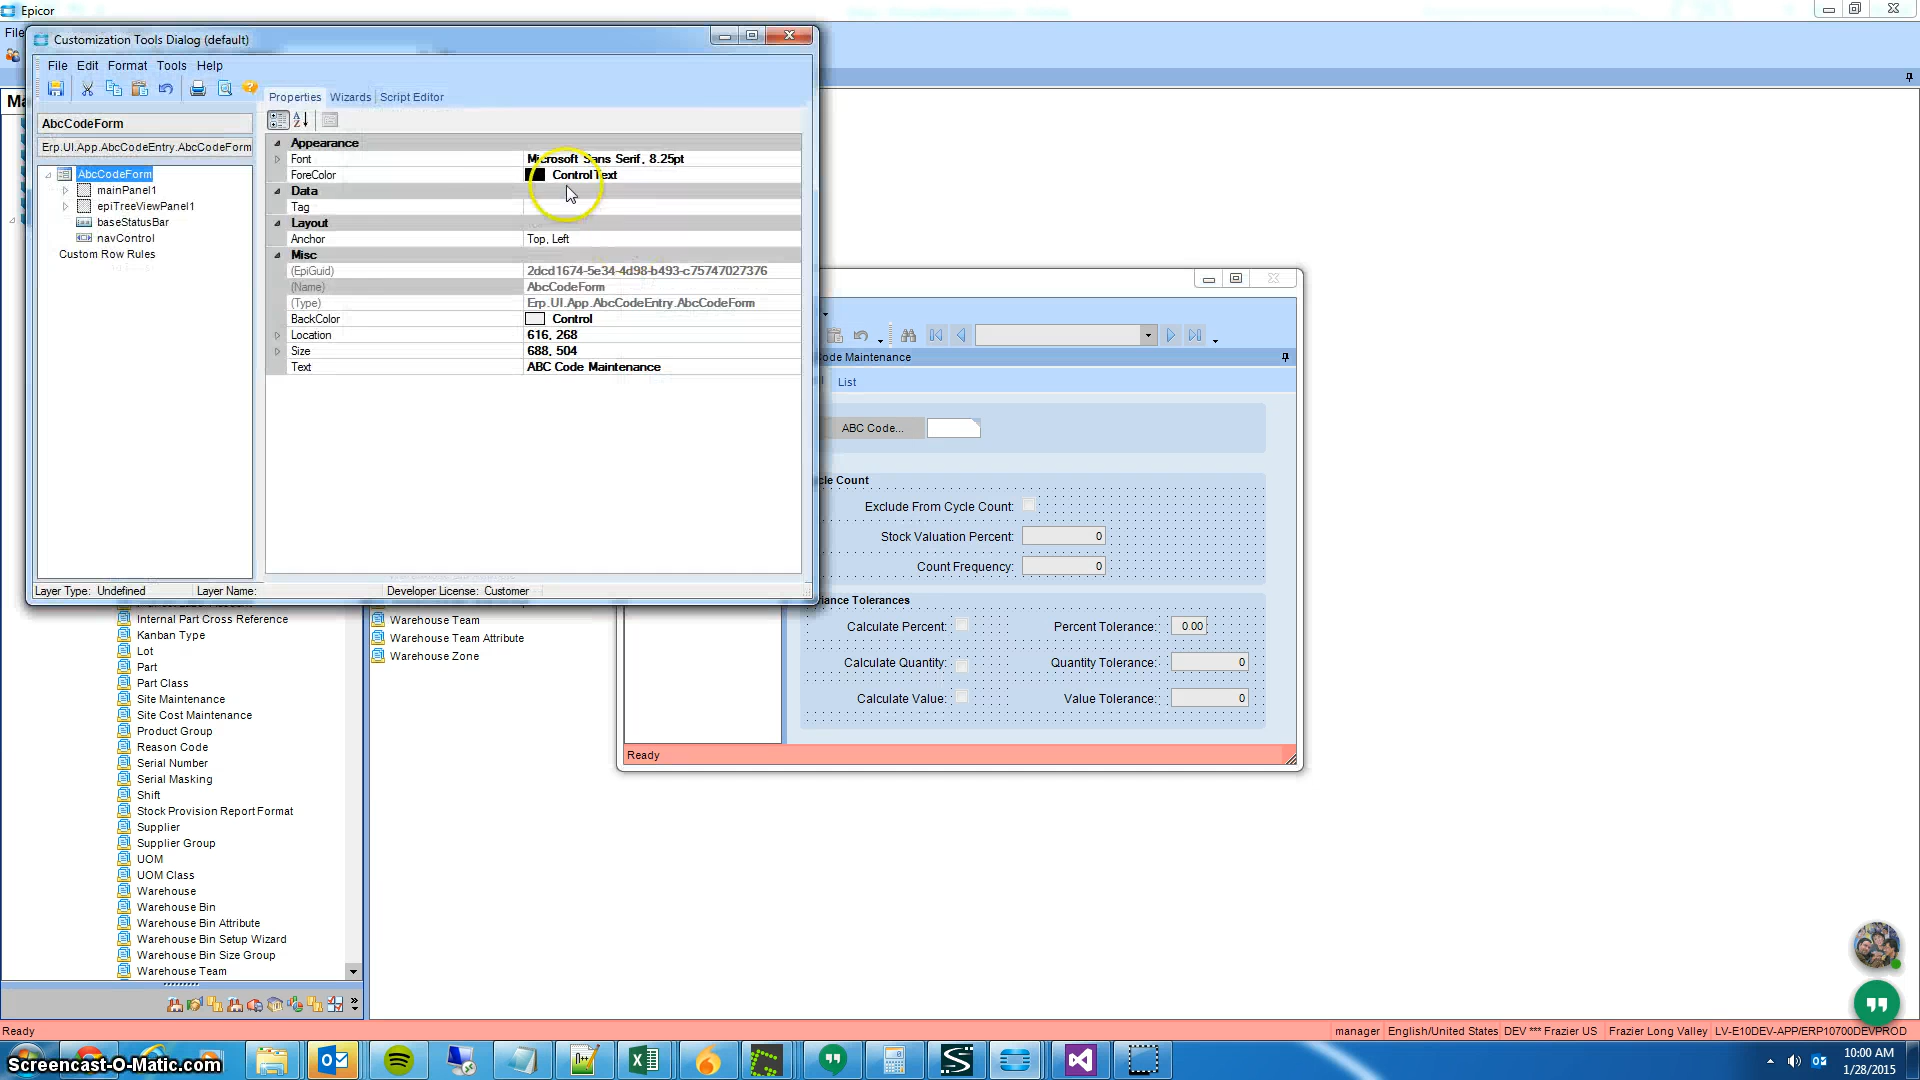 Epicor
File
Customization Tools Dialog (default)
File Edit Format Tools Help
Properties Wizards Script Editor
AbcCodeForm
Erp.UI.App.AbcCodeEntry.AbcCodeForm
AbcCodeForm
mainPanel1
epiTreeViewPanel1
baseStatusBar
navControl
Custom Row Rules
Appearance
Font Microsoft Sans Serif, 8.25pt
ForeColor ControlText
Data
Tag
Layout
Anchor Top, Left
Misc
(EpiGuid) 2dcd1674-5e34-4d98-b493-c75747027376
(Name) AbcCodeForm
(Type) Erp.UI.App.AbcCodeEntry.AbcCodeForm
BackColor Control
Location 616, 268
Size 688, 504
Text ABC Code Maintenance
Layer Type: Undefined Layer Name: Developer License: Customer
Code Maintenance
List
ABC Code...
cle Count
Exclude From Cycle Count:
Stock Valuation Percent: 0
Count Frequency: 0
iance Tolerances
Calculate Percent: Percent Tolerance: 0.00
Calculate Quantity: Quantity Tolerance: 0
Calculate Value: Value Tolerance: 0
Ready
Internal Part Cross Reference
Kanban Type
Lot
Part
Part Class
Site Maintenance
Site Cost Maintenance
Product Group
Reason Code
Serial Number
Serial Masking
Shift
Stock Provision Report Format
Supplier
Supplier Group
UOM
UOM Class
Warehouse
Warehouse Bin
Warehouse Bin Attribute
Warehouse Bin Setup Wizard
Warehouse Bin Size Group
Warehouse Team
Warehouse Team
Warehouse Team Attribute
Warehouse Zone
Ready
manager English/United States DEV *** Frazier US Frazier Long Valley LV-E10DEV-APP/ERP10700DEVPROD
Screencast-O-Matic.com
10:00 AM
1/28/2015